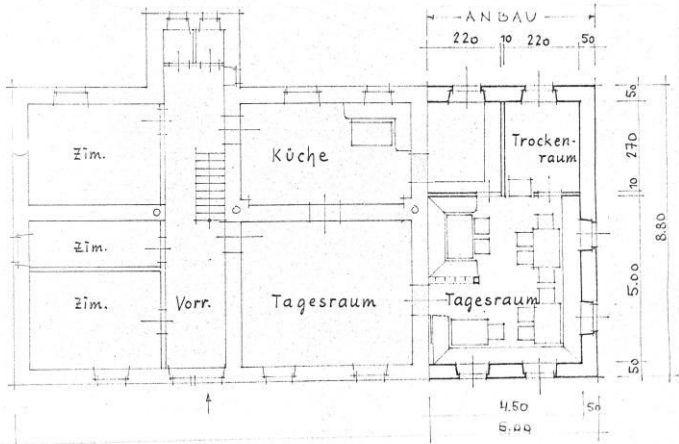 ANBAU
220 10 220 50
Zim.
Küche
Trocken-
raum
50
270
10
Zim.
Zim.
Vorr.
Tagesraum
Tagesraum
5.00
8.80
50
4.50 50
5.00